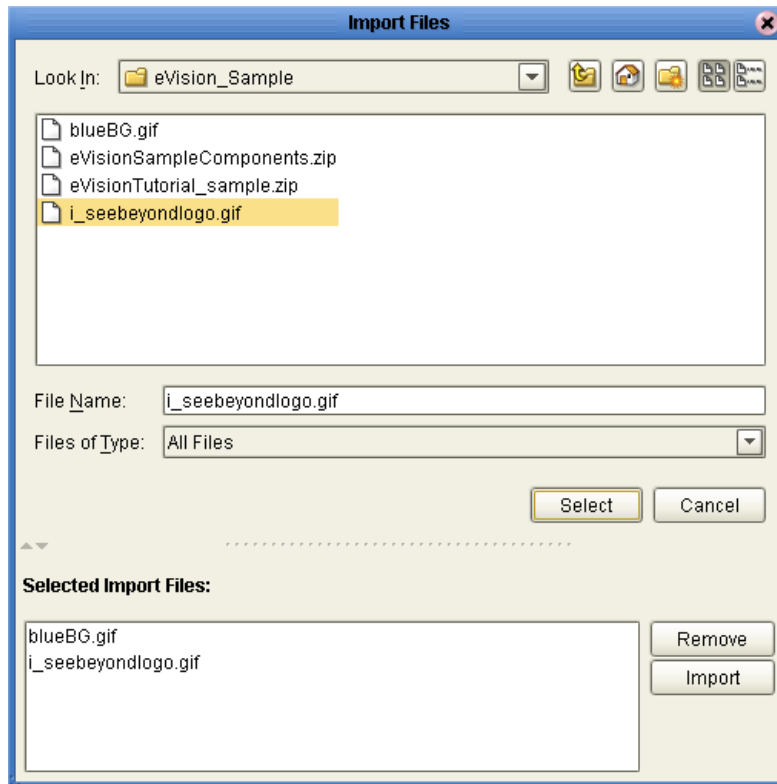 Import Files
Look In: eVision_Sample
blueBG.gif
eVisionSampleComponents.zip
eVisionTutorial_sample.zip
i_seebeyondlogo.gif
File Name: i_seebeyondlogo.gif
Files of Type: All Files
Select Cancel
Selected Import Files:
blueBG.gif
i_seebeyondlogo.gif
Remove
Import